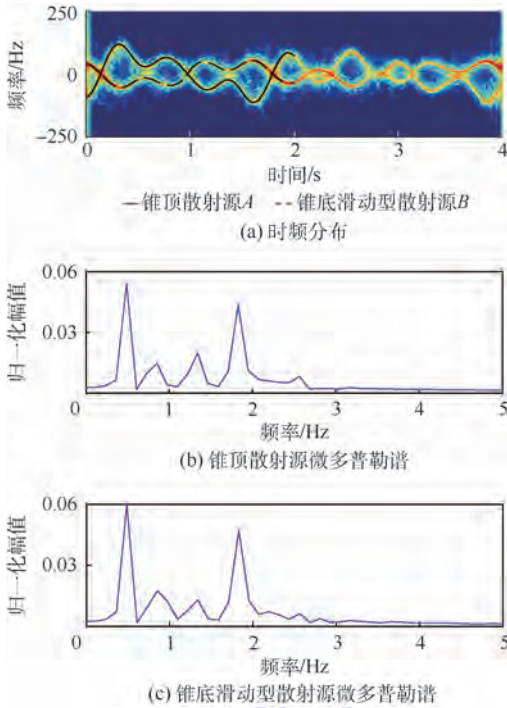 250
0
−250
频率/Hz
0 1 2 3 4
时间/s
—锥顶散射源A --锥底滑动型散射源B
(a) 时频分布
0.06
0.03
归一化幅值
0 1 2 3 4 5
频率/Hz
(b) 锥顶散射源微多普勒谱
0.06
0.03
归一化幅值
0 1 2 3 4 5
频率/Hz
(c) 锥底滑动型散射源微多普勒谱